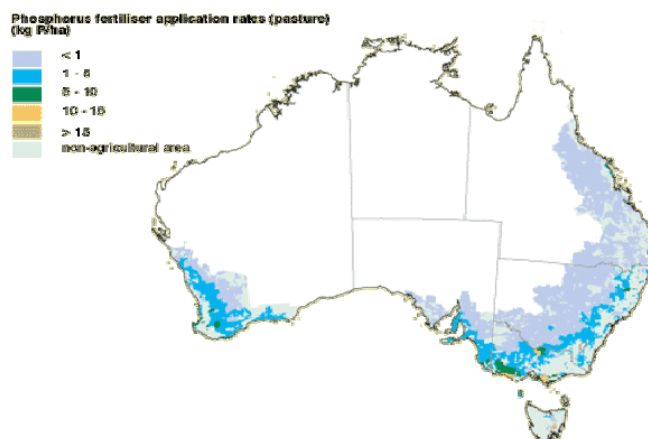 Phosphorus fertiliser application rates (pasture)
(kg P/ha)
< 1
1 - 5
5 - 10
10 - 15
> 15
non-agricultural area